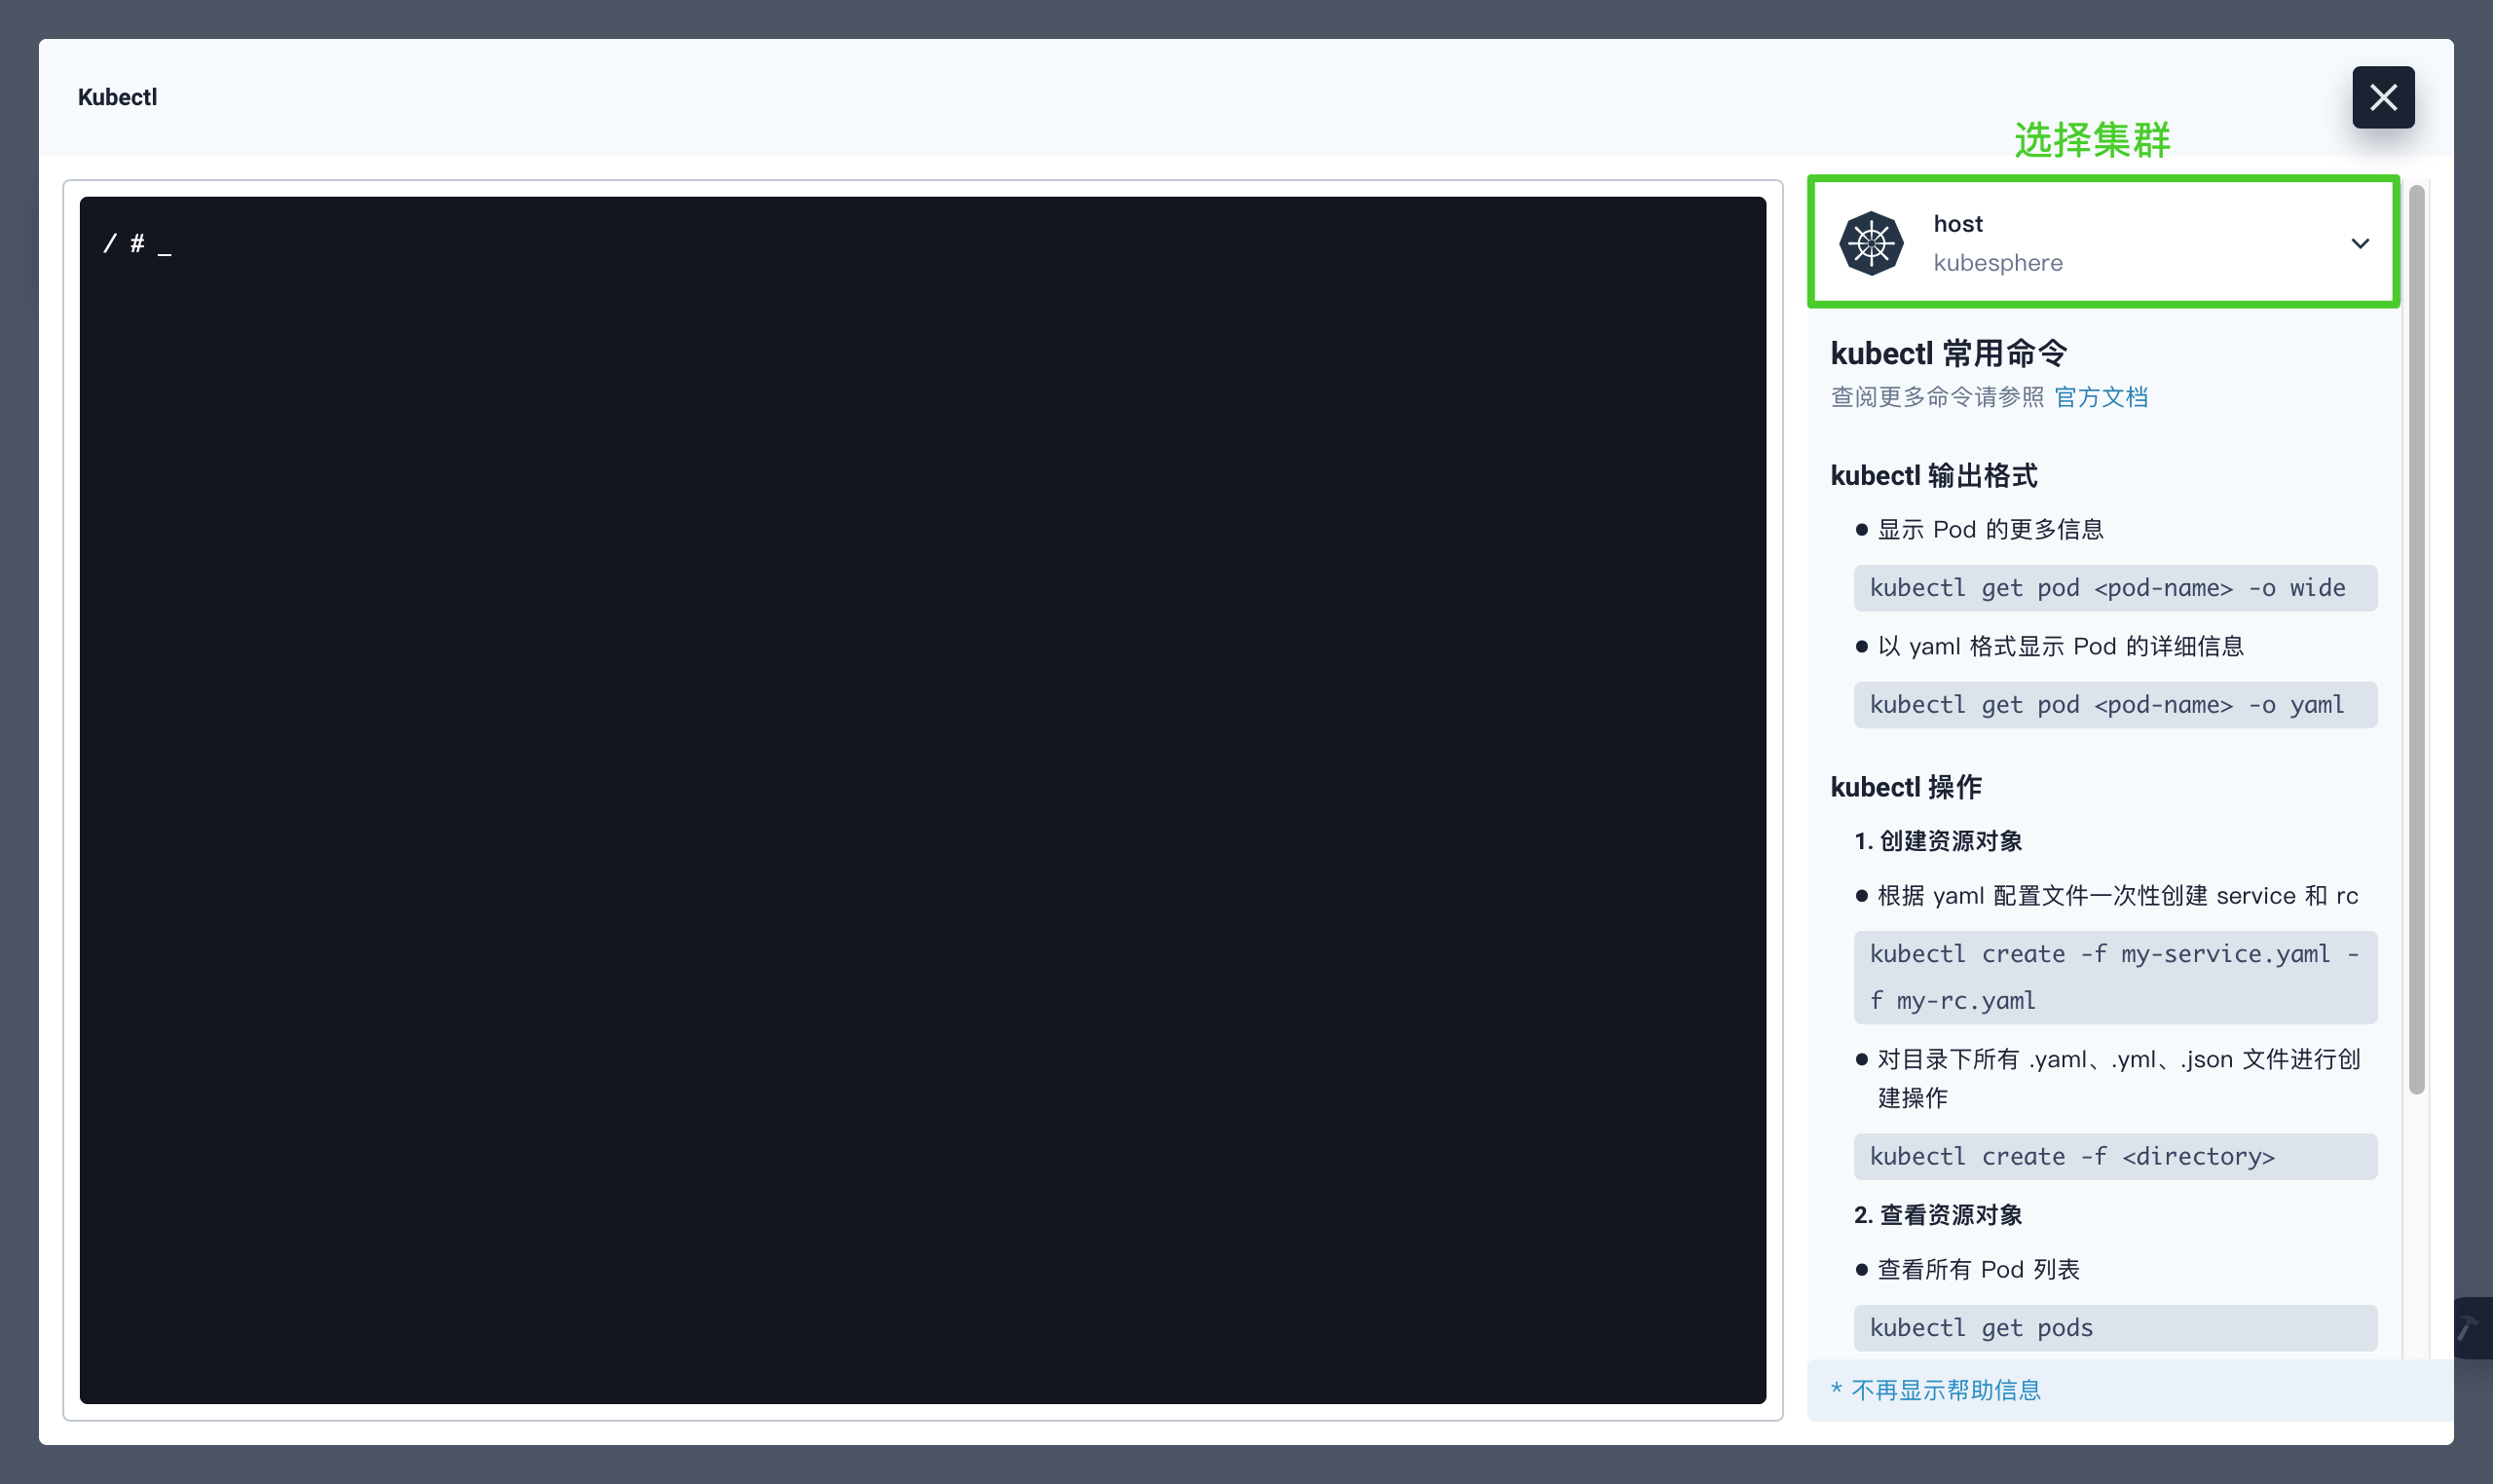 Kubectl
选择集群
/ # _
host
kubesphere
kubectl 常用命令
查阅更多命令请参照 官方文档
kubectl 输出格式
● 显示 Pod 的更多信息
kubectl get pod <pod-name> -o wide
● 以 yaml 格式显示 Pod 的详细信息
kubectl get pod <pod-name> -o yaml
kubectl 操作
1. 创建资源对象
● 根据 yaml 配置文件一次性创建 service 和 rc
kubectl create -f my-service.yaml -
f my-rc.yaml
● 对目录下所有 .yaml、.yml、.json 文件进行创
建操作
kubectl create -f <directory>
2. 查看资源对象
● 查看所有 Pod 列表
kubectl get pods
* 不再显示帮助信息